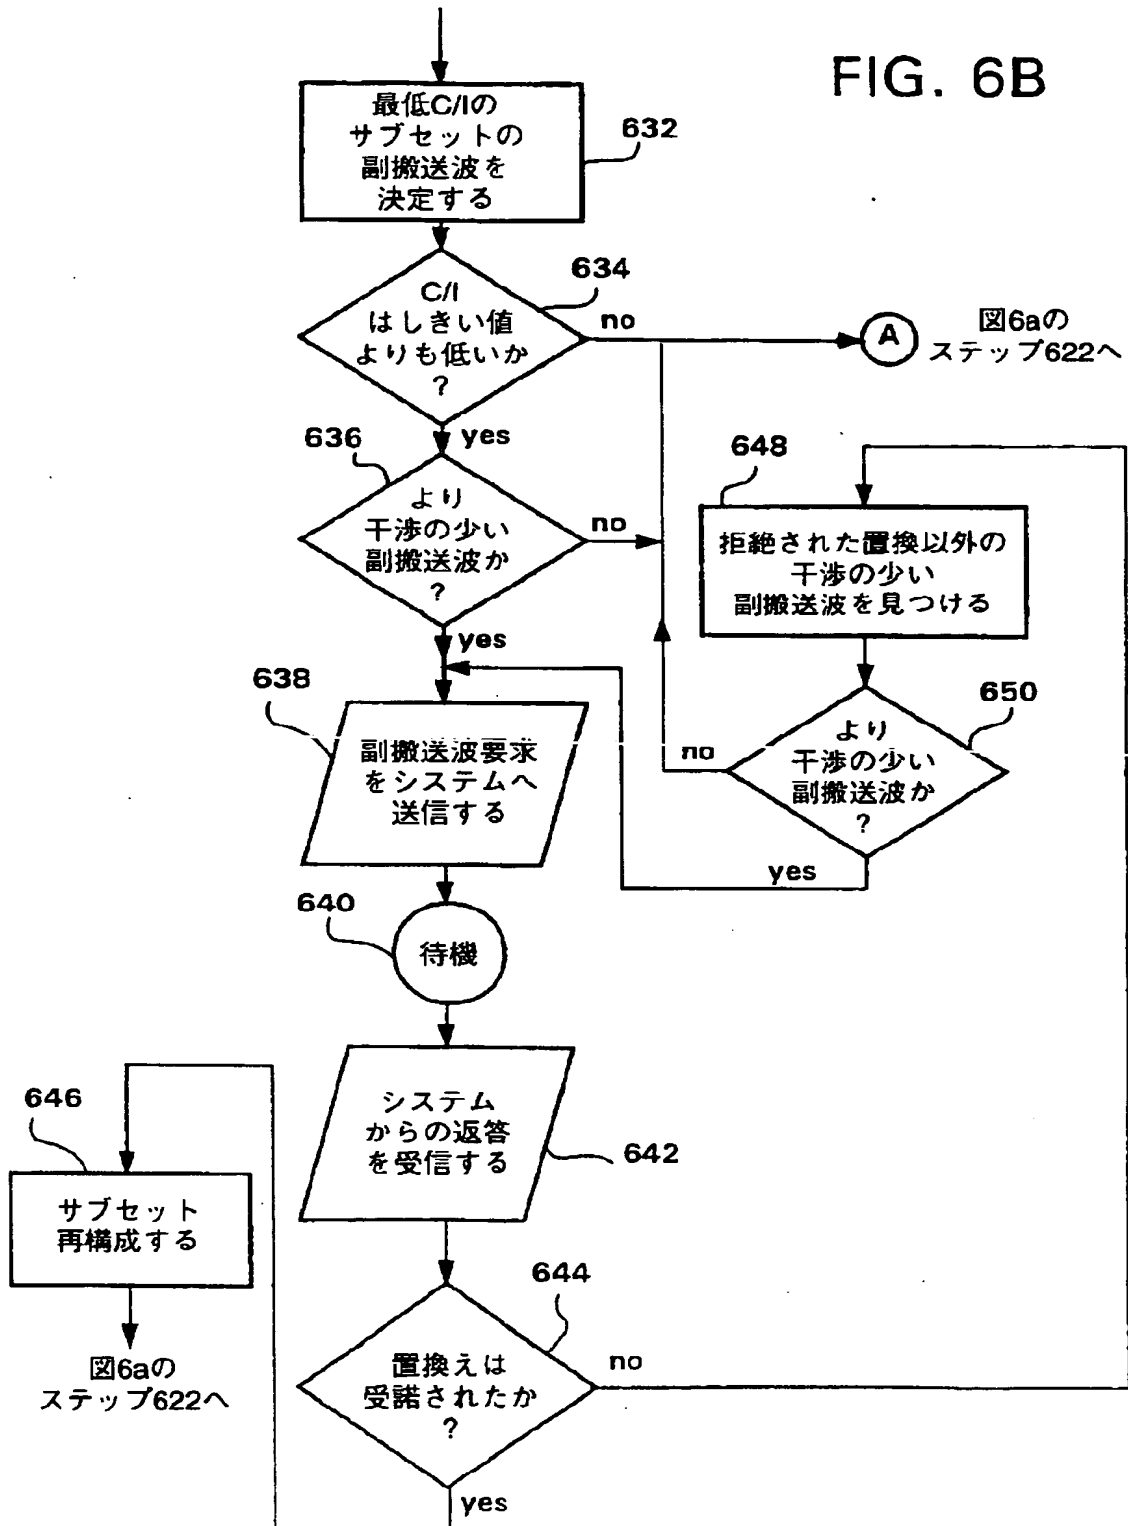 FIG. 6B
最低C/Iの
サブセットの
副搬送波を
決定する
632
C/I
はしきい値
よりも低いか
?
634
no
A
図6aの
ステップ622へ
yes
636
より
干渉の少い
副搬送波か
?
no
648
拒絶された置換以外の
干渉の少い
副搬送波を見つける
yes
638
副搬送波要求
をシステムへ
送信する
650
より
干渉の少い
副搬送波か
?
no
yes
640
待機
システム
からの返答
を受信する
642
646
サブセット
再構成する
図6aの
ステップ622へ
644
置換えは
受諾されたか
?
no
yes